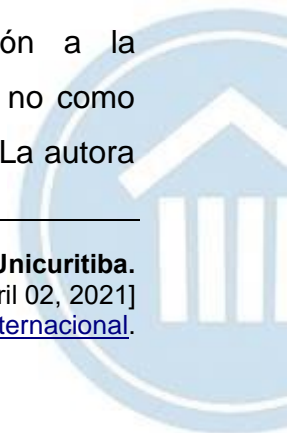 ón a la
no como
La autora
Unicuritiba.
ril 02, 2021]
ternacional.